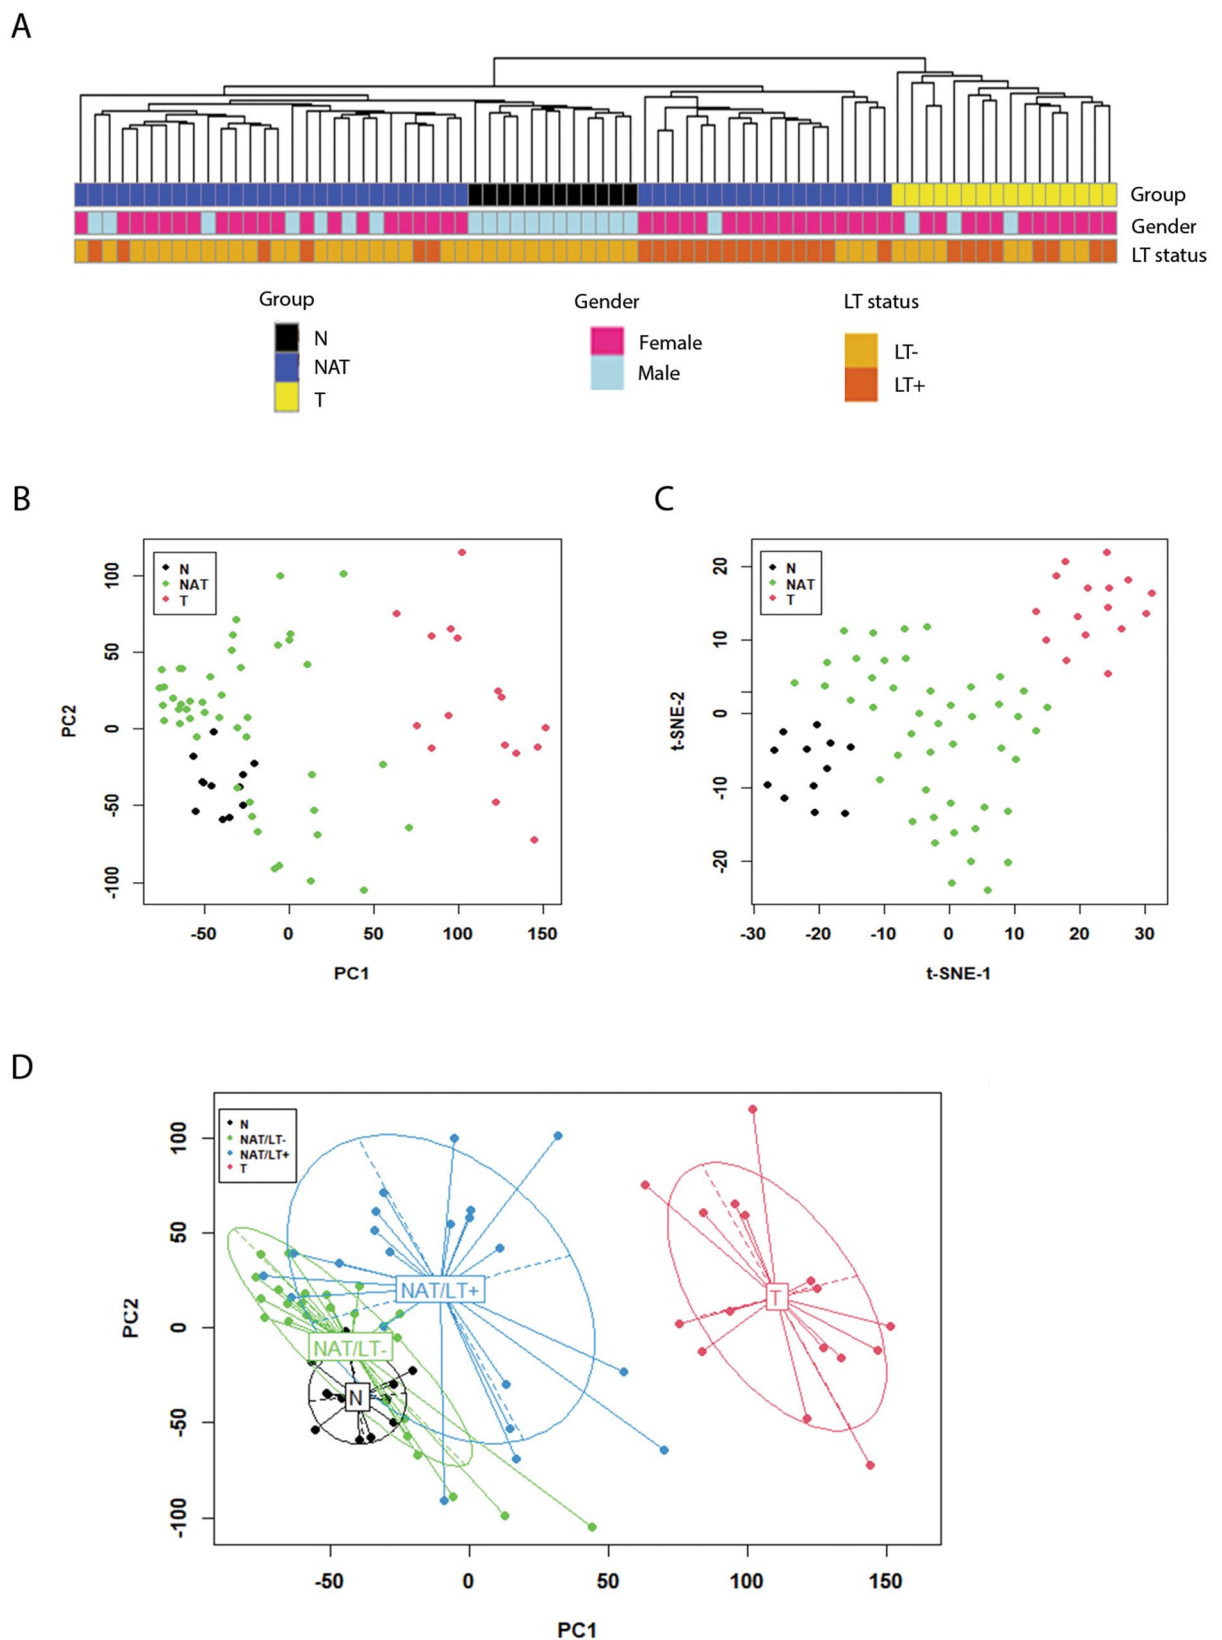 A
Group
Gender
LT status
Group
N
NAT
T
Gender
Female
Male
LT status
LT-
LT+
B
N
NAT
T
100
50
0
-50
-100
PC2
-50 0 50 100 150
PC1
C
N
NAT
T
20
10
0
-10
-20
t-SNE-2
-30 -20 -10 0 10 20 30
t-SNE-1
D
N
NAT/LT-
NAT/LT+
T
100
50
0
-50
-100
PC2
NAT/LT+
T
NAT/LT-
N
-50 0 50 100 150
PC1